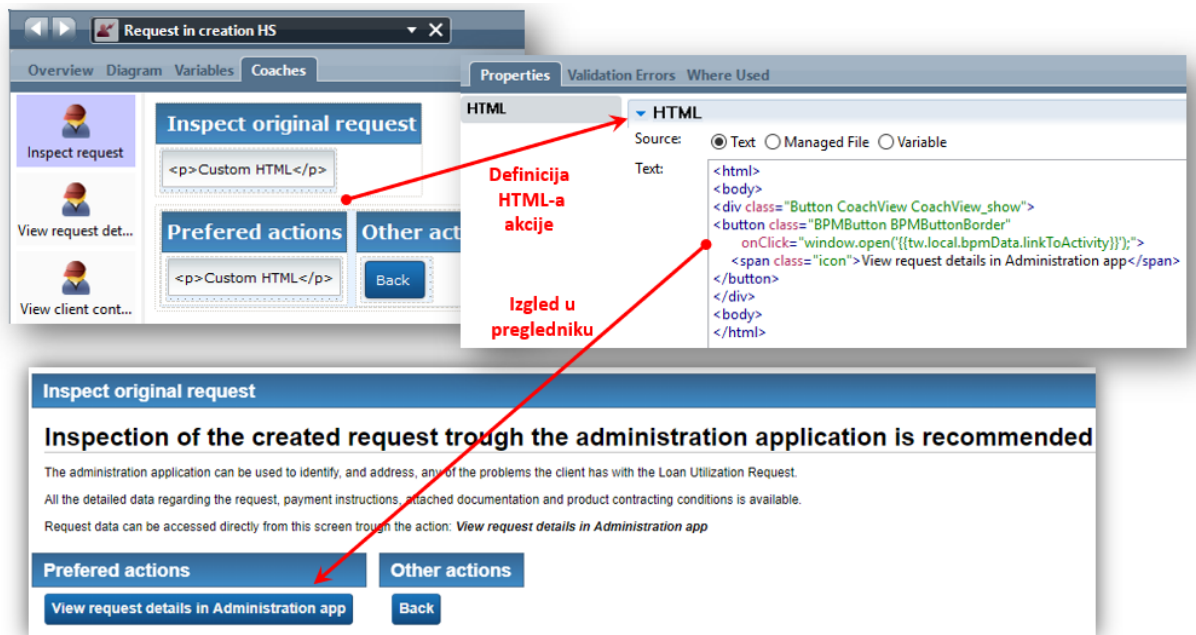 Request in creation HS
Overview Diagram Variables Coaches
Inspect request
View request det...
View client cont...
Inspect original request
<p>Custom HTML</p>
Prefered actions
Other act
<p>Custom HTML</p>
Back
Properties Validation Errors Where Used
HTML
HTML
Source: Text Managed File Variable
Text:
<html>
<body>
<div class="Button CoachView CoachView_show">
<button class="BPMButton BPMButtonBorder"
onClick="window.open('{{tw.local.bpmData.linkToActivity}}');">
<span class="icon">View request details in Administration app</span>
</button>
</div>
<body>
</html>
Definicija
HTML-a
akcije
Izgled u
pregledniku
Inspect original request
Inspection of the created request trough the administration application is recommended
The administration application can be used to identify, and address, any of the problems the client has with the Loan Utilization Request.
All the detailed data regarding the request, payment instructions, attached documentation and product contracting conditions is available.
Request data can be accessed directly from this screen trough the action: View request details in Administration app
Prefered actions
Other actions
View request details in Administration app
Back